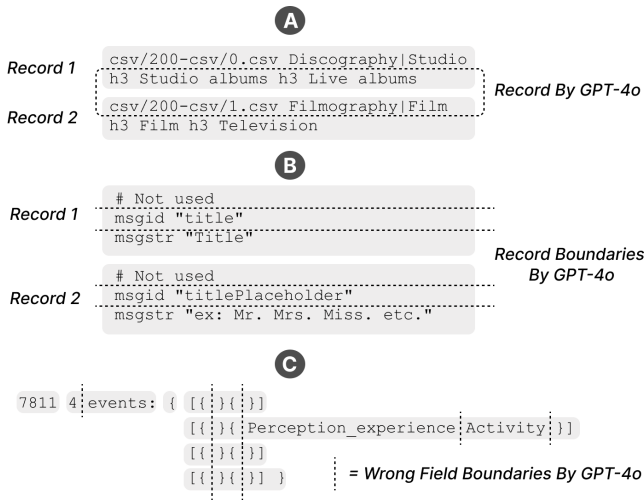 A
Record 1
csv/200-csv/0.csv Discography|Studio
h3 Studio albums h3 Live albums
Record By GPT-4o
Record 2
csv/200-csv/1.csv Filmography|Film
h3 Film h3 Television
B
Record 1
# Not used
msgid "title"
msgstr "Title"
Record Boundaries
By GPT-4o
Record 2
# Not used
msgid "titlePlaceholder"
msgstr "ex: Mr. Mrs. Miss. etc."
C
7811 4 events: { [{ }{ }]
[{ }{ Perception_experience Activity }]
[{ }{ }]
[{ }{ }] }
= Wrong Field Boundaries By GPT-4o